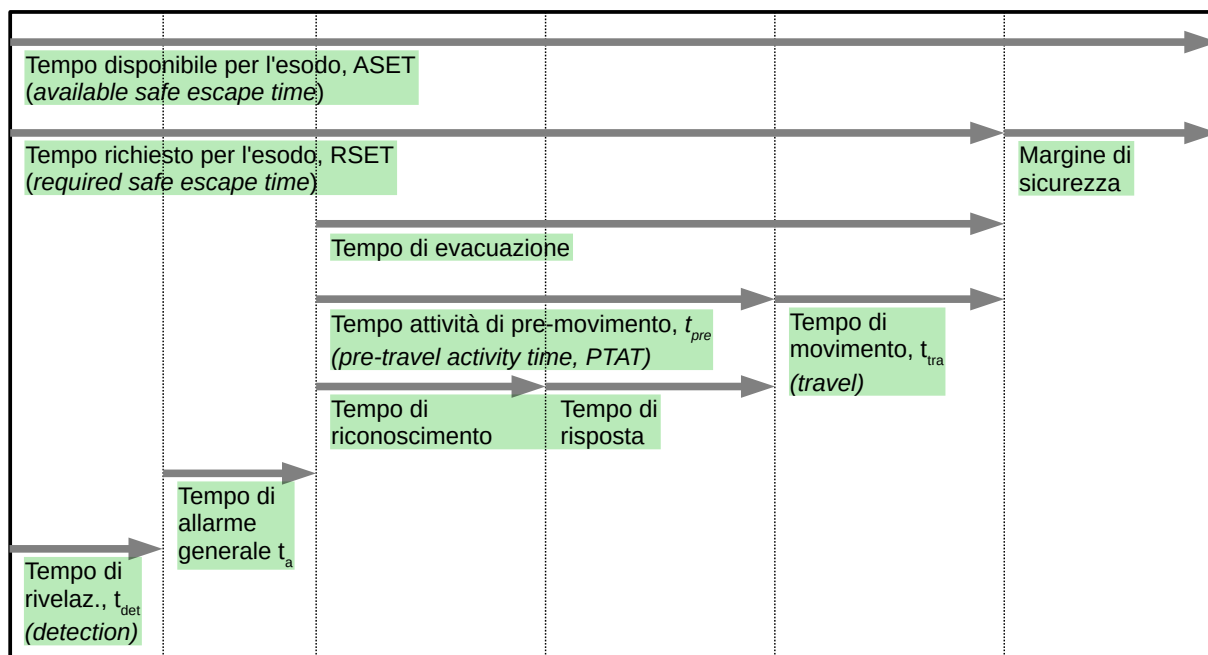 Tempo disponibile per l'esodo, ASET
(available safe escape time)
Tempo richiesto per l'esodo, RSET
(required safe escape time)
Margine di
sicurezza
Tempo di evacuazione
Tempo attività di pre-movimento, tpre
(pre-travel activity time, PTAT)
Tempo di
movimento, ttra
(travel)
Tempo di
riconoscimento
Tempo di
risposta
Tempo di
allarme
generale ta
Tempo di
rivelaz., tdet
(detection)